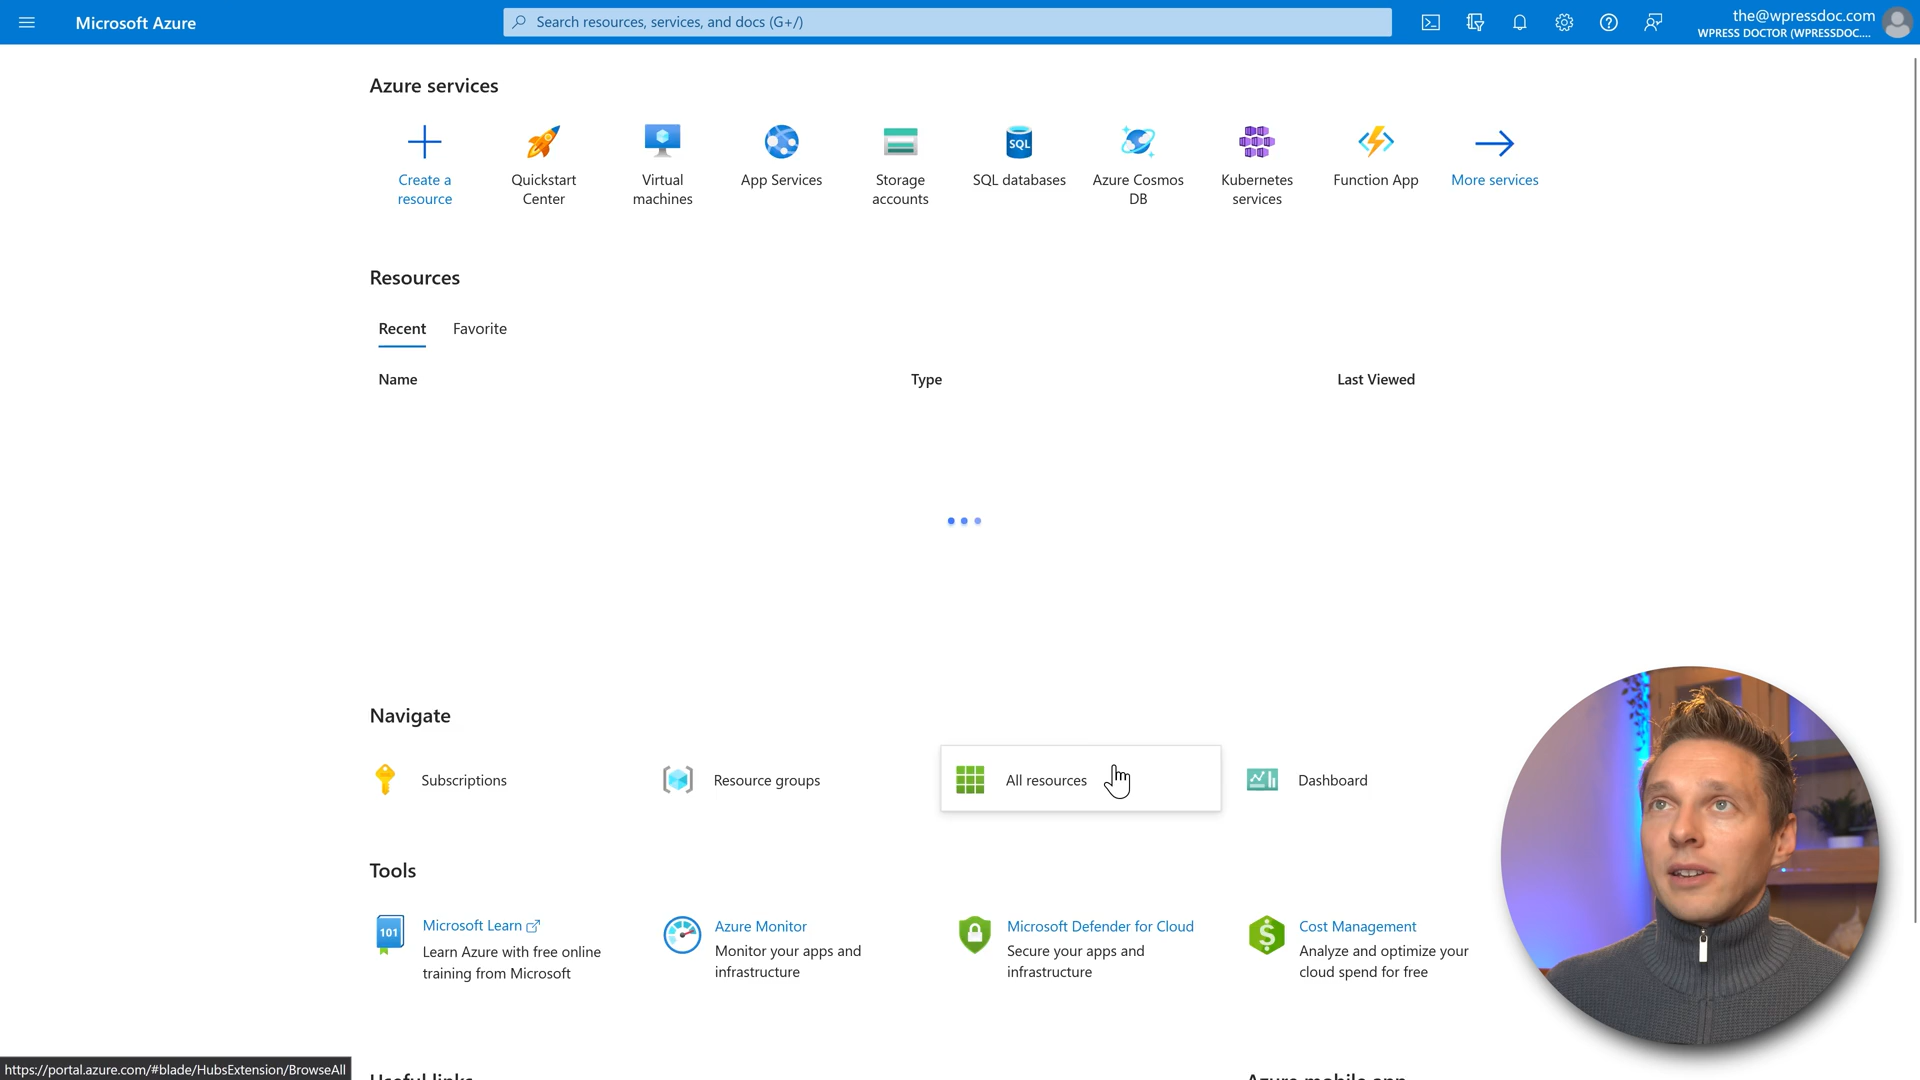 Microsoft Azure
Search resources, services, and docs (G+/)
the@wpressdoc.com
WPRESS DOCTOR (WPRESSDOC....
Azure services
Create a
resource
Quickstart
Center
Virtual
machines
App Services
Storage
accounts
SQL
SQL databases
Azure Cosmos
DB
Kubernetes
services
Function App
More services
Resources
Recent
Favorite
Name
Type
Last Viewed
Navigate
Subscriptions
Resource groups
All resources
Dashboard
Tools
101
Microsoft Learn
Learn Azure with free online
training from Microsoft
Azure Monitor
Monitor your apps and
infrastructure
Microsoft Defender for Cloud
Secure your apps and
infrastructure
$
Cost Management
Analyze and optimize your
cloud spend for free
https://portal.azure.com/#blade/HubsExtension/BrowseAll
Useful links
Azure mobile app